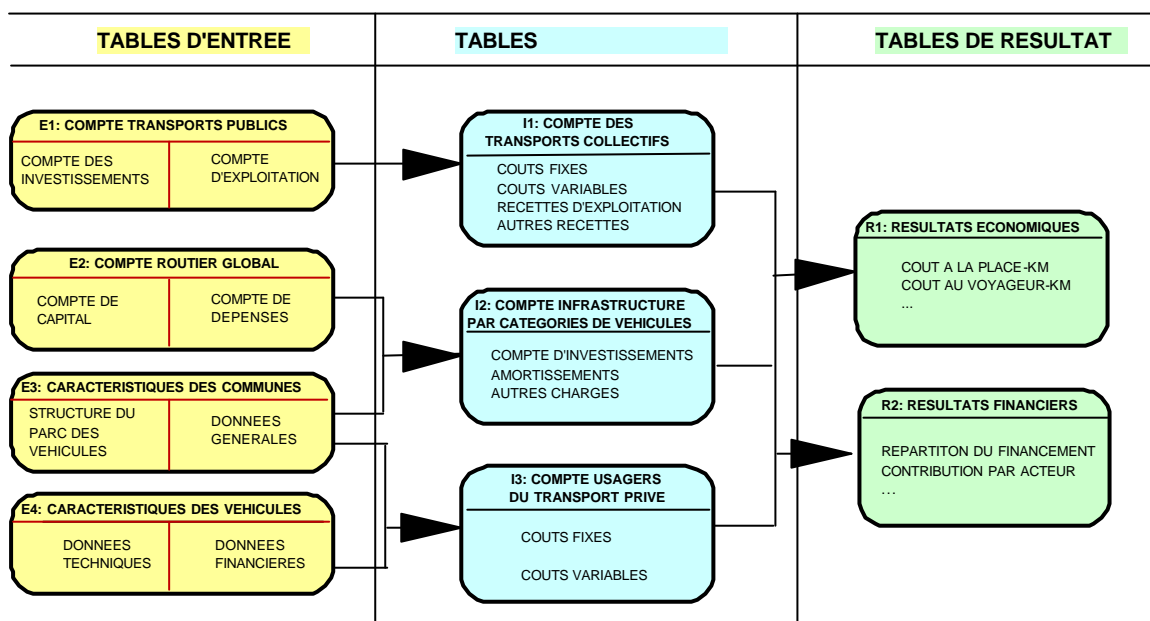 TABLES D'ENTREE
TABLES
TABLES DE RESULTAT
E1: COMPTE TRANSPORTS PUBLICS
COMPTE DES
INVESTISSEMENTS
COMPTE
D'EXPLOITATION
E2: COMPTE ROUTIER GLOBAL
COMPTE DE
CAPITAL
COMPTE DE
DEPENSES
E3: CARACTERISTIQUES DES COMMUNES
STRUCTURE DU
PARC DES
VEHICULES
DONNEES
GENERALES
E4: CARACTERISTIQUES DES VEHICULES
DONNEES
TECHNIQUES
DONNEES
FINANCIERES
I1: COMPTE DES
TRANSPORTS COLLECTIFS
COUTS FIXES
COUTS VARIABLES
RECETTES D'EXPLOITATION
AUTRES RECETTES
I2: COMPTE INFRASTRUCTURE
PAR CATEGORIES DE VEHICULES
COMPTE D'INVESTISSEMENTS
AMORTISSEMENTS
AUTRES CHARGES
I3: COMPTE USAGERS
DU TRANSPORT PRIVE
COUTS FIXES
COUTS VARIABLES
R1: RESULTATS ECONOMIQUES
COUT A LA PLACE-KM
COUT AU VOYAGEUR-KM
...
R2: RESULTATS FINANCIERS
REPARTITON DU FINANCEMENT
CONTRIBUTION PAR ACTEUR
...